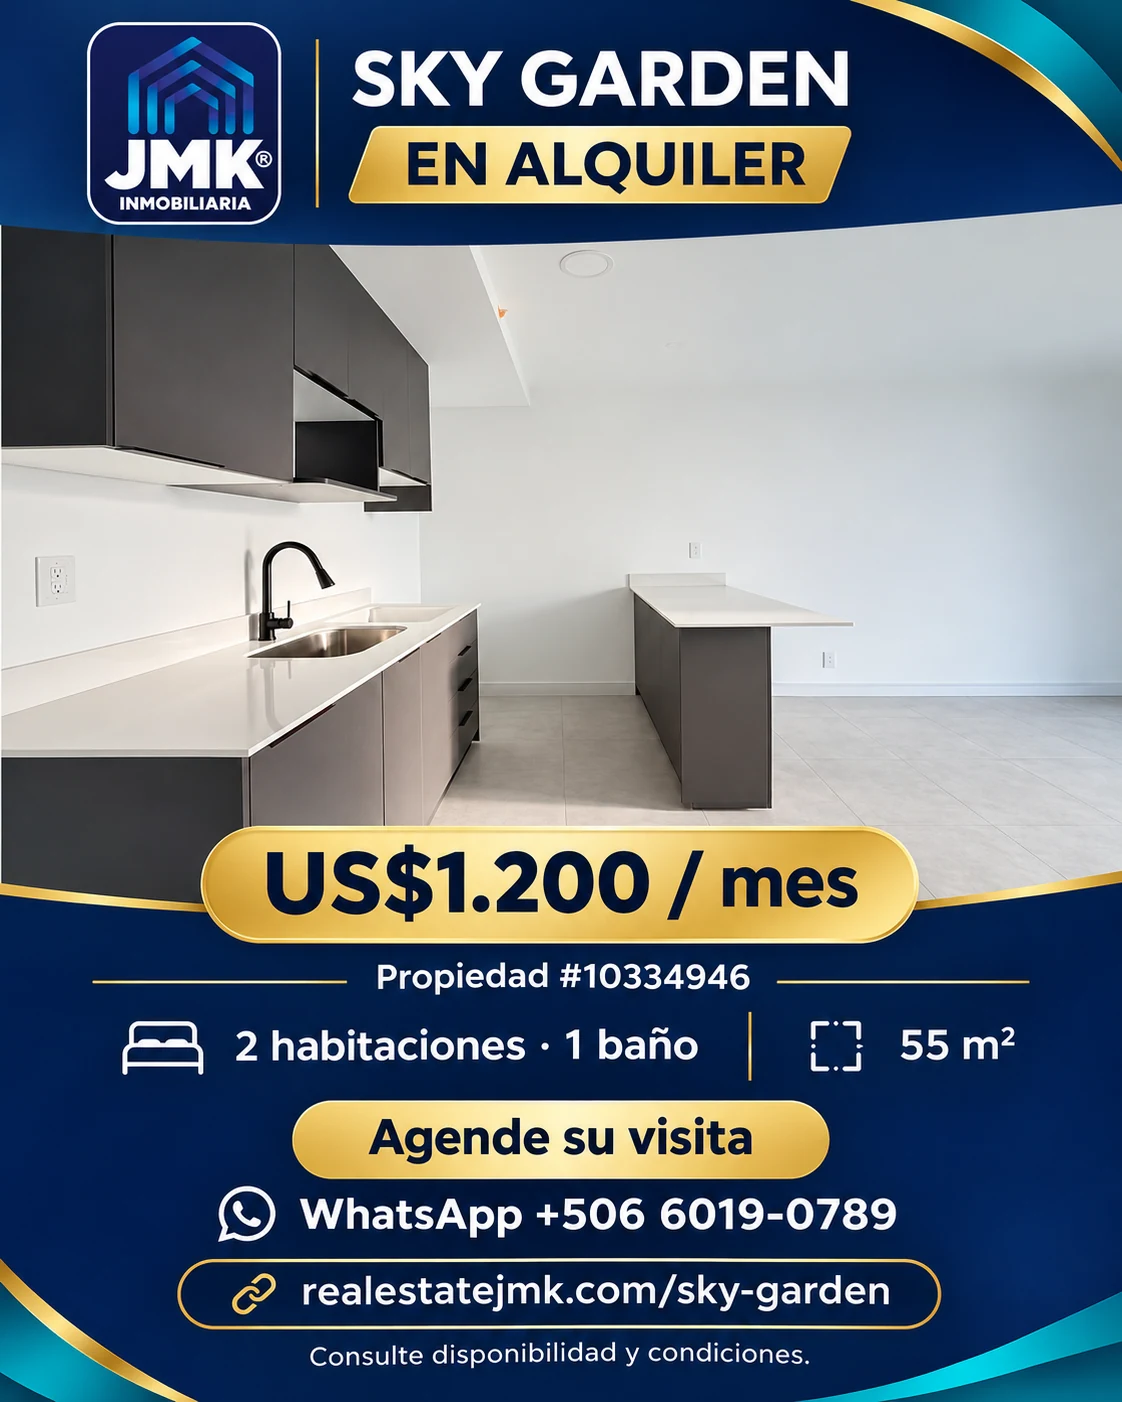 JMK®
INMOBILIARIA
SKY GARDEN
EN ALQUILER
US$1.200 / mes
Propiedad #10334946
2 habitaciones · 1 baño
55 m²
Agende su visita
WhatsApp +506 6019-0789
realestatejmk.com/sky-garden
Consulte disponibilidad y condiciones.